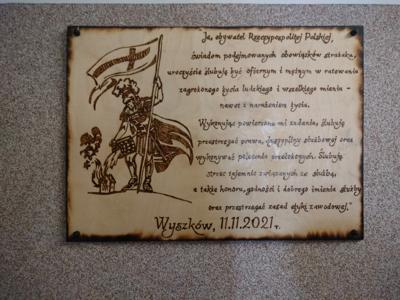 Ja, obywatel Rzeczypospolitej Polskiej,
świadom podejmowanych obowiązków strażaka,
uroczyście ślubuję być ofiarnym i mężnym w ratowaniu
zagrożonego życia ludzkiego i wszelkiego mienia -
nawet z narażeniem życia.
Wykonując powierzone mi zadania, ślubuję
przestrzegać prawa, dyscypliny służbowej oraz
wykonywać polecenia przełożonych. Ślubuję
strzec tajemnic związanych ze służbą,
a także honoru, godności i dobrego imienia służby
oraz przestrzegać zasad etyki zawodowej."
Wyszków, 11.11.2021 r.